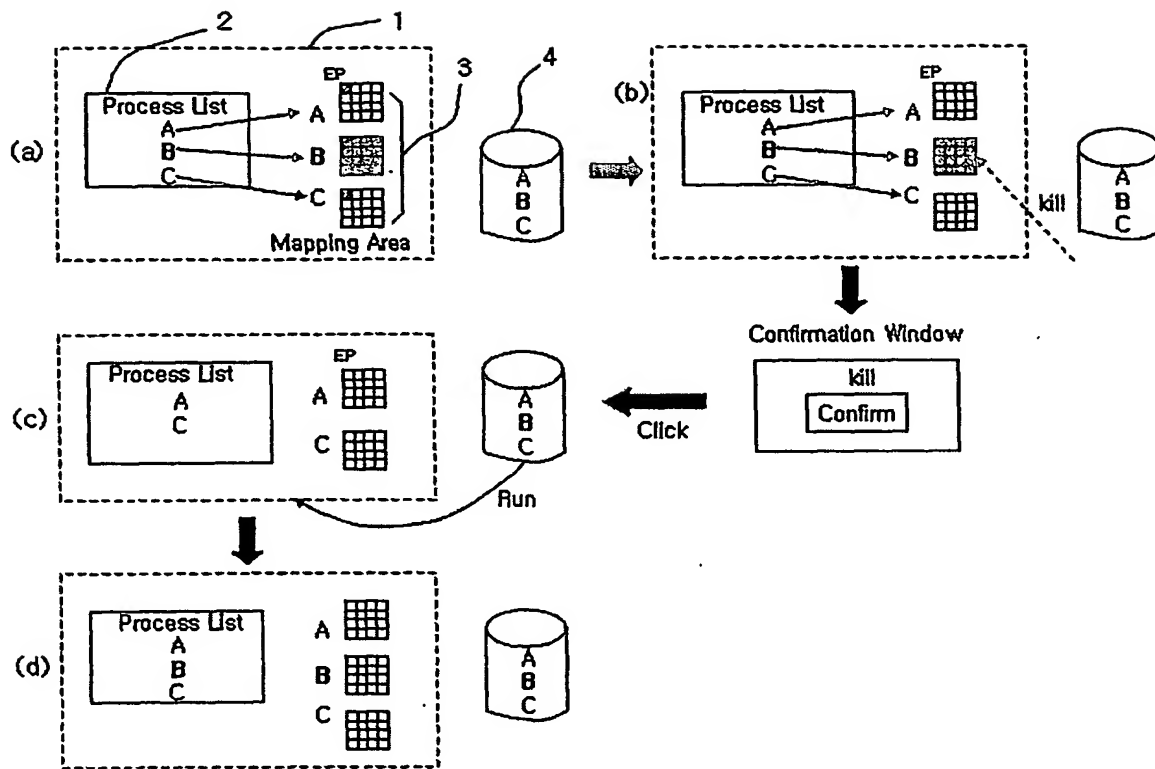 2
1
3
4
(a)
Process List
A
B
C
EP
A
B
C
Mapping Area
A
B
C
(b)
Process List
A
B
C
EP
A
B
C
kill
A
B
C
Confirmation Window
kill
Confirm
Click
(c)
Process List
A
C
EP
A
C
A
B
C
Run
(d)
Process List
A
B
C
A
B
C
A
B
C